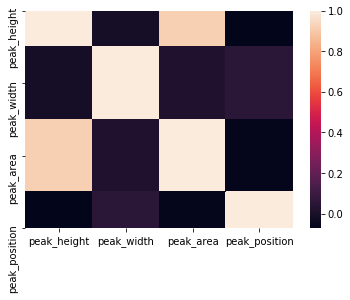 peak_height
peak_width
peak_area
peak_position
peak_height peak_width peak_area peak_position
1.0
0.8
0.6
0.4
0.2
0.0